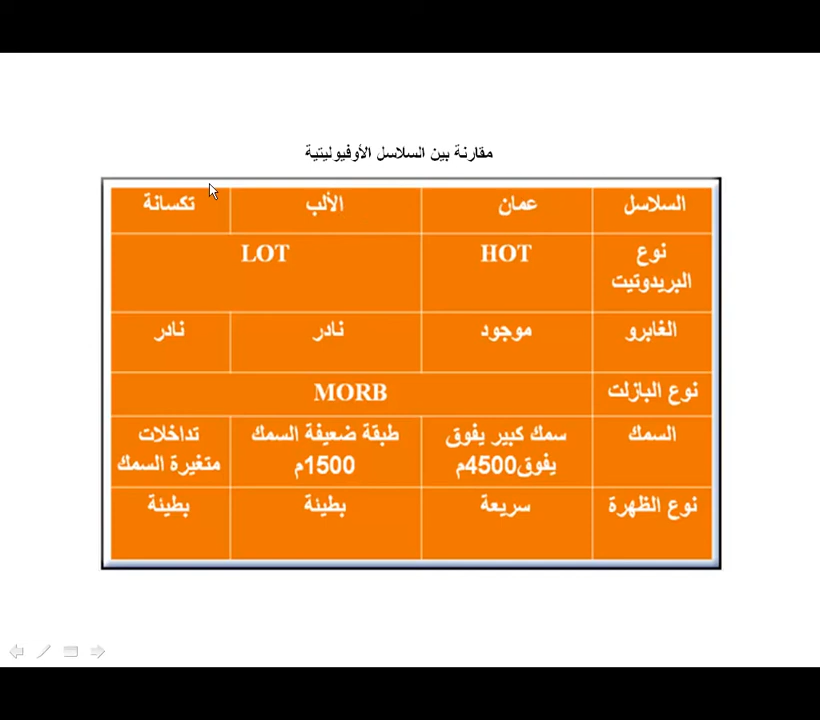 مقارنة بين السلاسل الأوفيوليتية
السلاسل عمان الألب تكسانة
نوع HOT LOT
البريدوتيت
الغابرو موجود نادر نادر
نوع البازلت MORB
السمك سمك كبير يفوق طبقة ضعيفة السمك تداخلات
يفوق4500م 1500م متغيرة السمك
نوع الظهرة سريعة بطيئة بطيئة